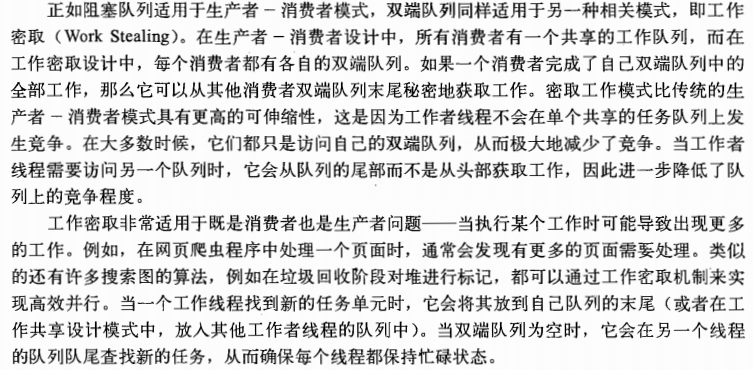 正如阻塞队列适用于生产者－消费者模式，双端队列同样适用于另一种相关模式，即工作
密取（Work Stealing）。在生产者－消费者设计中，所有消费者有一个共享的工作队列，而在
工作密取设计中，每个消费者都有各自的双端队列。如果一个消费者完成了自己双端队列中的
全部工作，那么它可以从其他消费者双端队列末尾秘密地获取工作。密取工作模式比传统的生
产者－消费者模式具有更高的可伸缩性，这是因为工作者线程不会在单个共享的任务队列上发
生竞争。在大多数时候，它们都只是访问自己的双端队列，从而极大地减少了竞争。当工作者
线程需要访问另一个队列时，它会从队列的尾部而不是从头部获取工作，因此进一步降低了队
列上的竞争程度。
工作密取非常适用于既是消费者也是生产者问题——当执行某个工作时可能导致出现更多
的工作。例如，在网页爬虫程序中处理一个页面时，通常会发现有更多的页面需要处理。类似
的还有许多搜索图的算法，例如在垃圾回收阶段对堆进行标记，都可以通过工作密取机制来实
现高效并行。当一个工作线程找到新的任务单元时，它会将其放到自己队列的末尾（或者在工
作共享设计模式中，放入其他工作者线程的队列中）。当双端队列为空时，它会在另一个线程
的队列队尾查找新的任务，从而确保每个线程都保持忙碌状态。